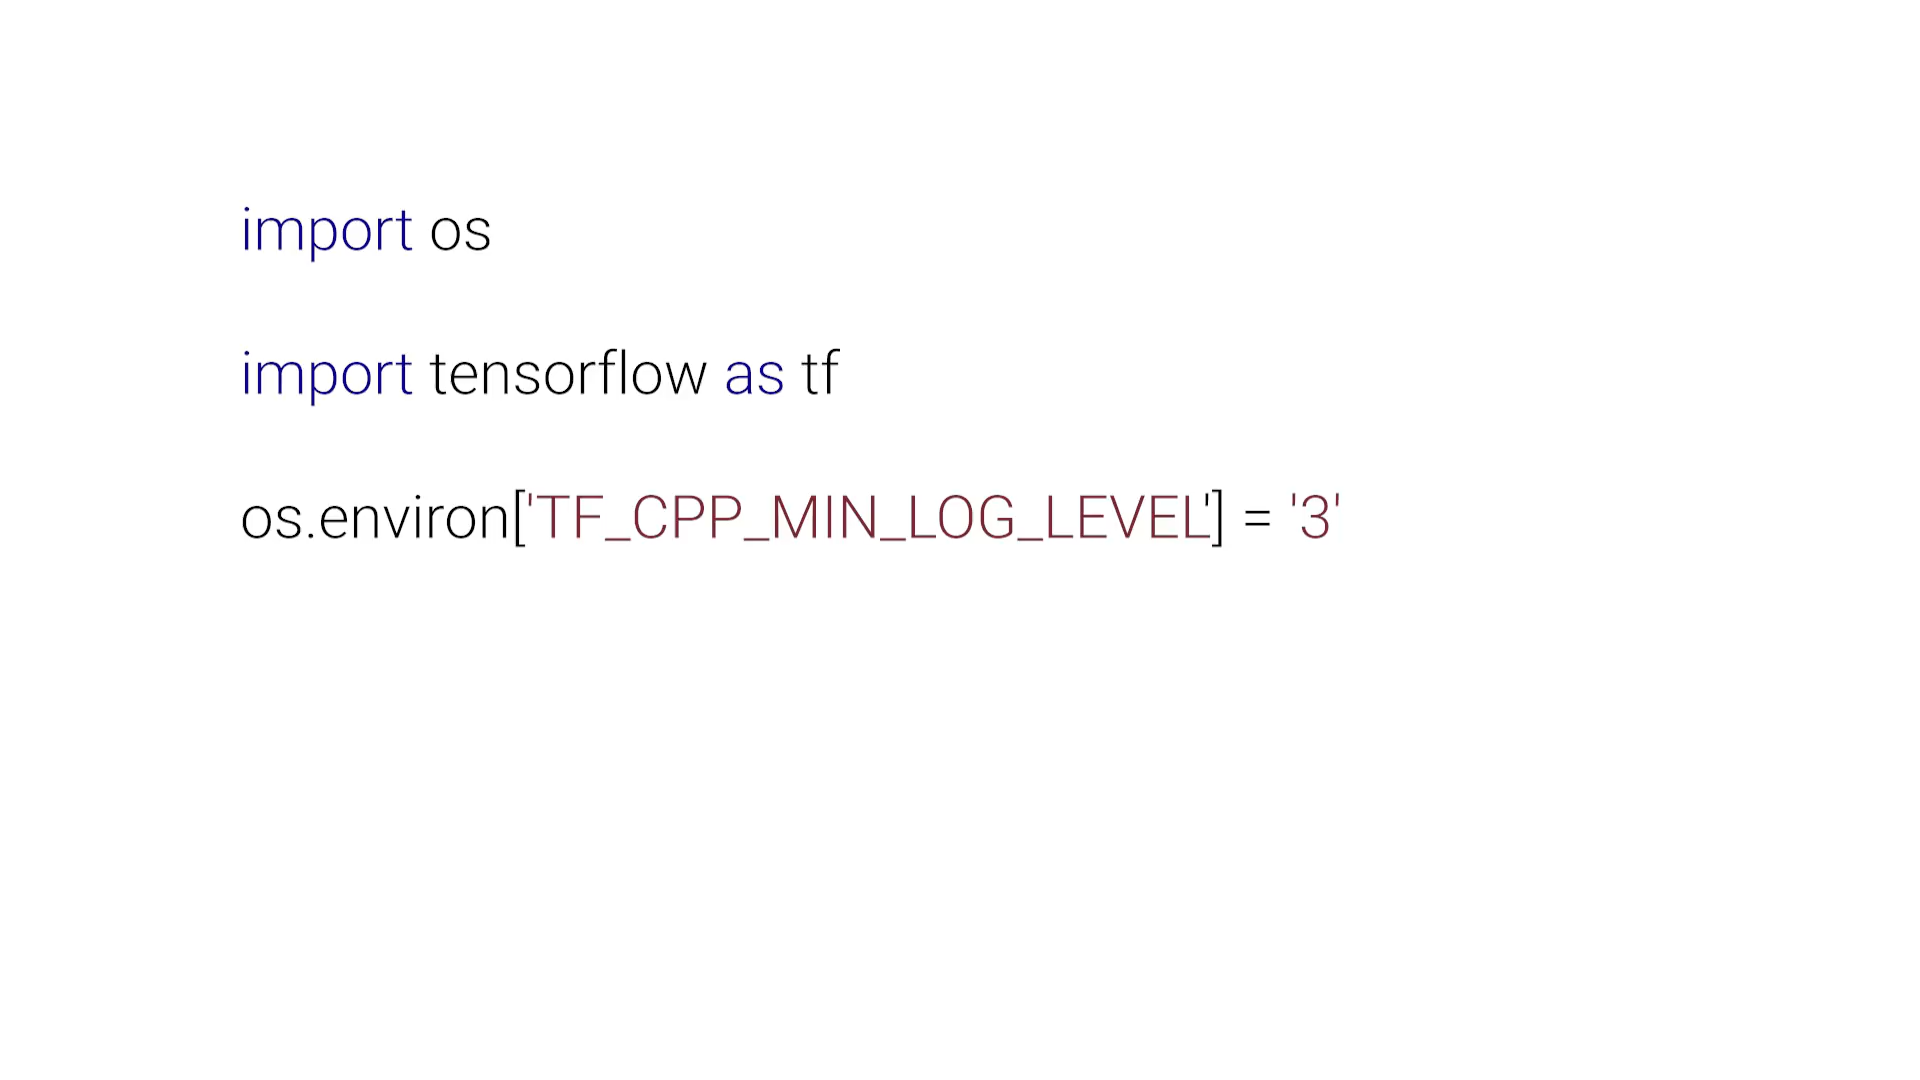 import os
import tensorflow as tf
os.environ['TF_CPP_MIN_LOG_LEVEL'] = '3'